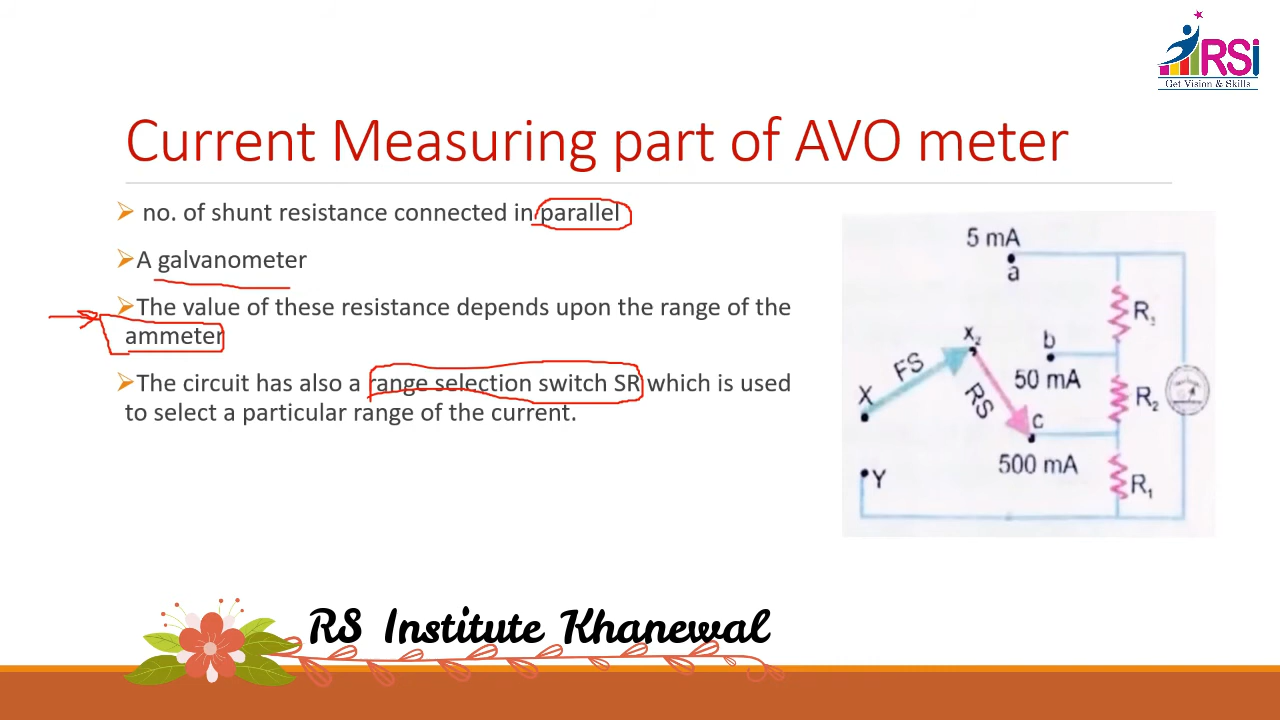 RSi
Get Vision & Skills
Current Measuring part of AVO meter
no. of shunt resistance connected in parallel
A galvanometer
The value of these resistance depends upon the range of the
ammeter
The circuit has also a range selection switch SR which is used
to select a particular range of the current.
5 mA
a
R₃
X₂
b
FS
50 mA
X
RS
R₂
c
500 mA
Y
R₁
RS Institute Khanewal